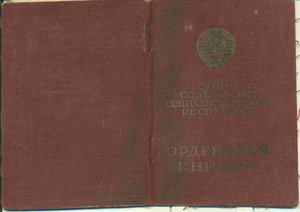 СОЮЗ
СОВЕТСКИХ
СОЦИАЛИСТИЧЕСКИХ
РЕСПУБЛИК
ОРДЕНСКАЯ
КНИЖКА